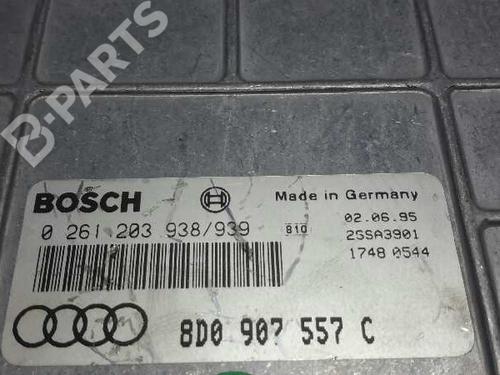 B-PARTS
BOSCH
Made in Germany
0 261 203 938/939
810
02.06.95
2SSA3901
1748 0544
8D0 907 557 C